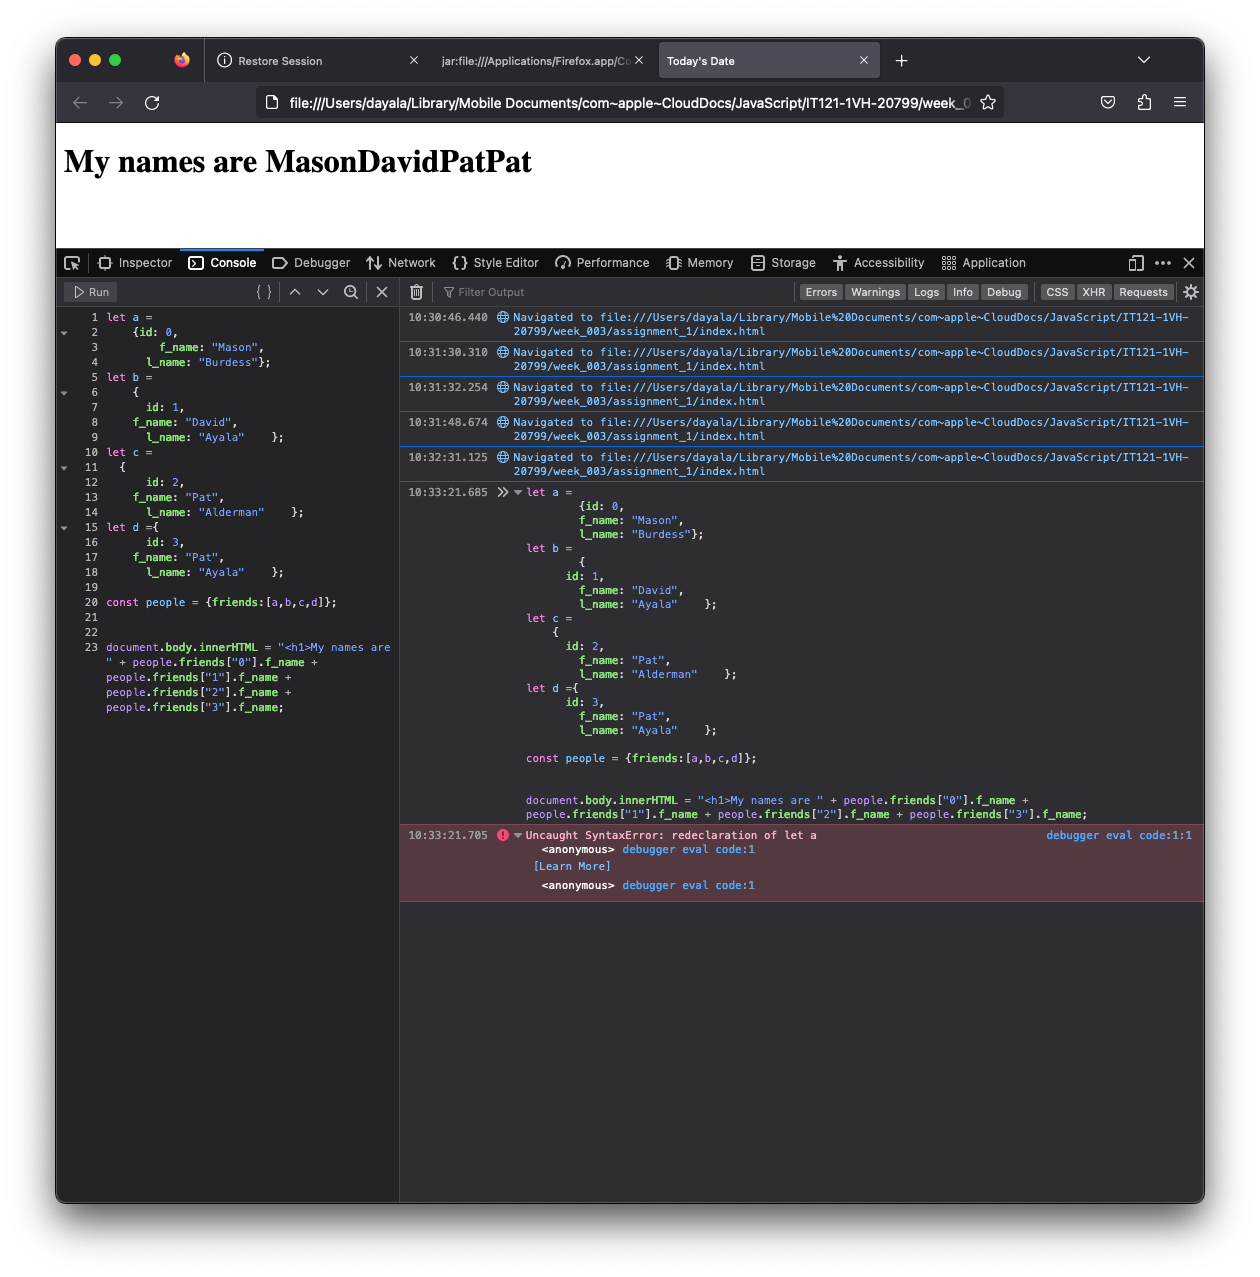 Restore Session
jar:file:///Applications/Firefox.app/Co
Today's Date
file:///Users/dayala/Library/Mobile Documents/com~apple~CloudDocs/JavaScript/IT121-1VH-20799/week_0
My names are MasonDavidPatPat
Inspector Console Debugger Network Style Editor Performance Memory Storage Accessibility Application
Run
Filter Output
Errors Warnings Logs Info Debug CSS XHR Requests
1 let a =
2 {id: 0,
3 f_name: "Mason",
4 l_name: "Burdess"};
5 let b =
6 {
7 id: 1,
8 f_name: "David",
9 l_name: "Ayala" };
10 let c =
11 {
12 id: 2,
13 f_name: "Pat",
14 l_name: "Alderman" };
15 let d ={
16 id: 3,
17 f_name: "Pat",
18 l_name: "Ayala" };
19
20 const people = {friends:[a,b,c,d]};
21
22
23 document.body.innerHTML = "<h1>My names are
" + people.friends["0"].f_name +
people.friends["1"].f_name +
people.friends["2"].f_name +
people.friends["3"].f_name;
10:30:46.440 Navigated to file:///Users/dayala/Library/Mobile%20Documents/com~apple~CloudDocs/JavaScript/IT121-1VH-
20799/week_003/assignment_1/index.html
10:31:30.310 Navigated to file:///Users/dayala/Library/Mobile%20Documents/com~apple~CloudDocs/JavaScript/IT121-1VH-
20799/week_003/assignment_1/index.html
10:31:32.254 Navigated to file:///Users/dayala/Library/Mobile%20Documents/com~apple~CloudDocs/JavaScript/IT121-1VH-
20799/week_003/assignment_1/index.html
10:31:48.674 Navigated to file:///Users/dayala/Library/Mobile%20Documents/com~apple~CloudDocs/JavaScript/IT121-1VH-
20799/week_003/assignment_1/index.html
10:32:31.125 Navigated to file:///Users/dayala/Library/Mobile%20Documents/com~apple~CloudDocs/JavaScript/IT121-1VH-
20799/week_003/assignment_1/index.html
10:33:21.685 let a =
{id: 0,
f_name: "Mason",
l_name: "Burdess"};
let b =
{
id: 1,
f_name: "David",
l_name: "Ayala" };
let c =
{
id: 2,
f_name: "Pat",
l_name: "Alderman" };
let d ={
id: 3,
f_name: "Pat",
l_name: "Ayala" };
const people = {friends:[a,b,c,d]};
document.body.innerHTML = "<h1>My names are " + people.friends["0"].f_name +
people.friends["1"].f_name + people.friends["2"].f_name + people.friends["3"].f_name;
10:33:21.705 Uncaught SyntaxError: redeclaration of let a debugger eval code:1:1
<anonymous> debugger eval code:1
[Learn More]
<anonymous> debugger eval code:1